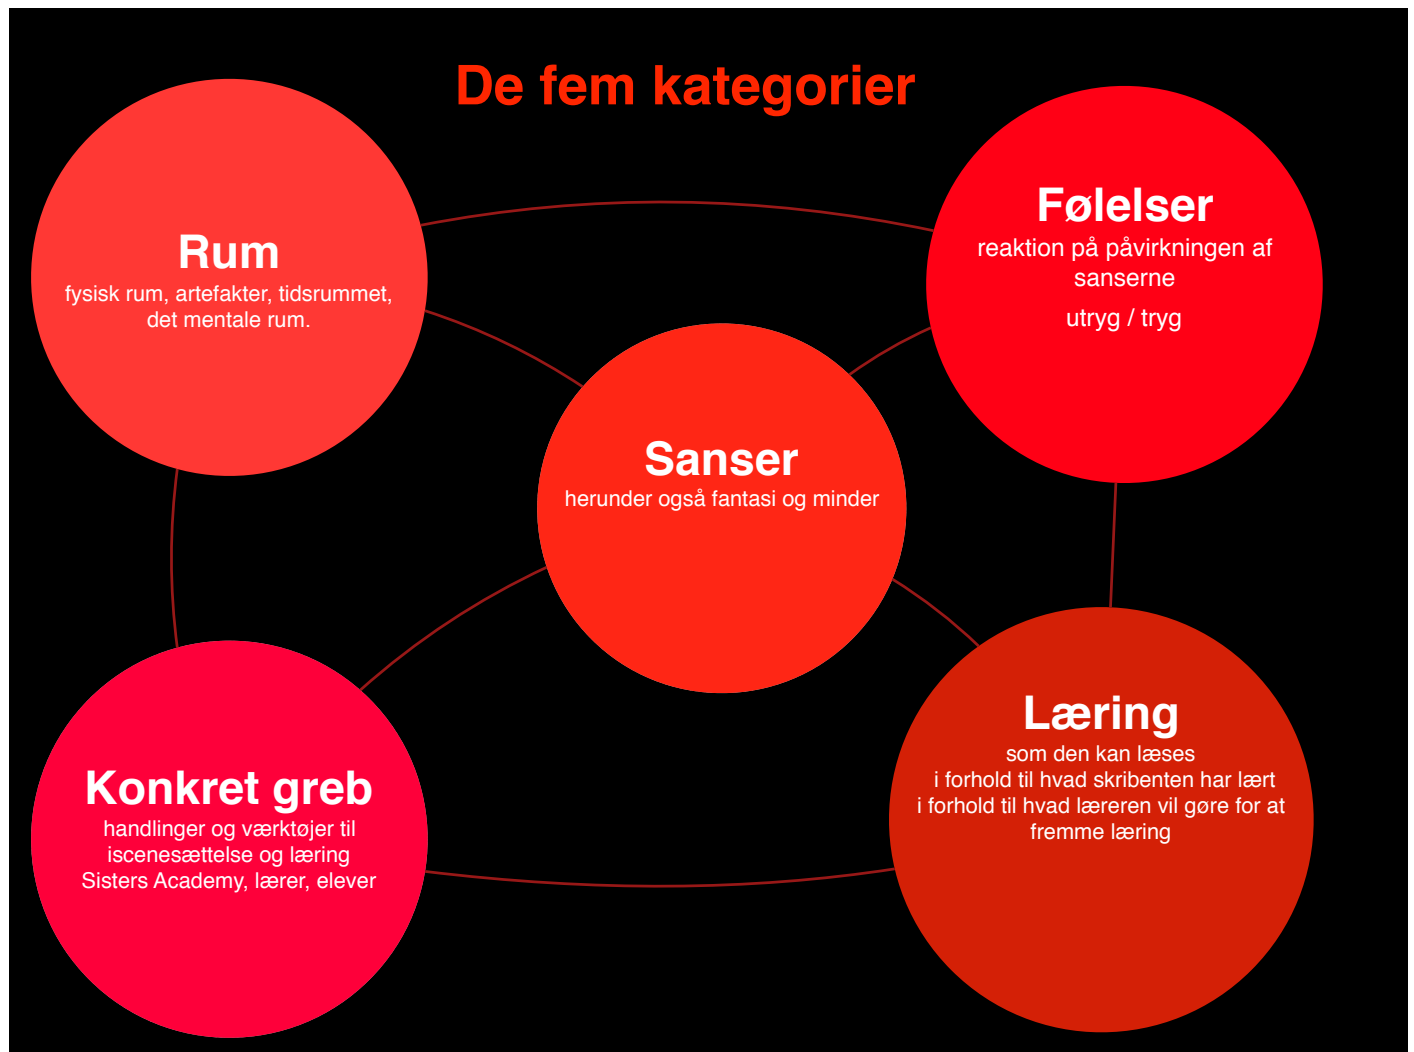 De fem kategorier
Rum
fysisk rum, artefakter, tidsrummet,
det mentale rum.
Følelser
reaktion på påvirkningen af
sanserne
utryg / tryg
Sanser
herunder også fantasi og minder
Konkret greb
handlinger og værktøjer til
iscenesættelse og læring
Sisters Academy, lærer, elever
Læring
som den kan læses
i forhold til hvad skribenten har lært
i forhold til hvad læreren vil gøre for at
fremme læring